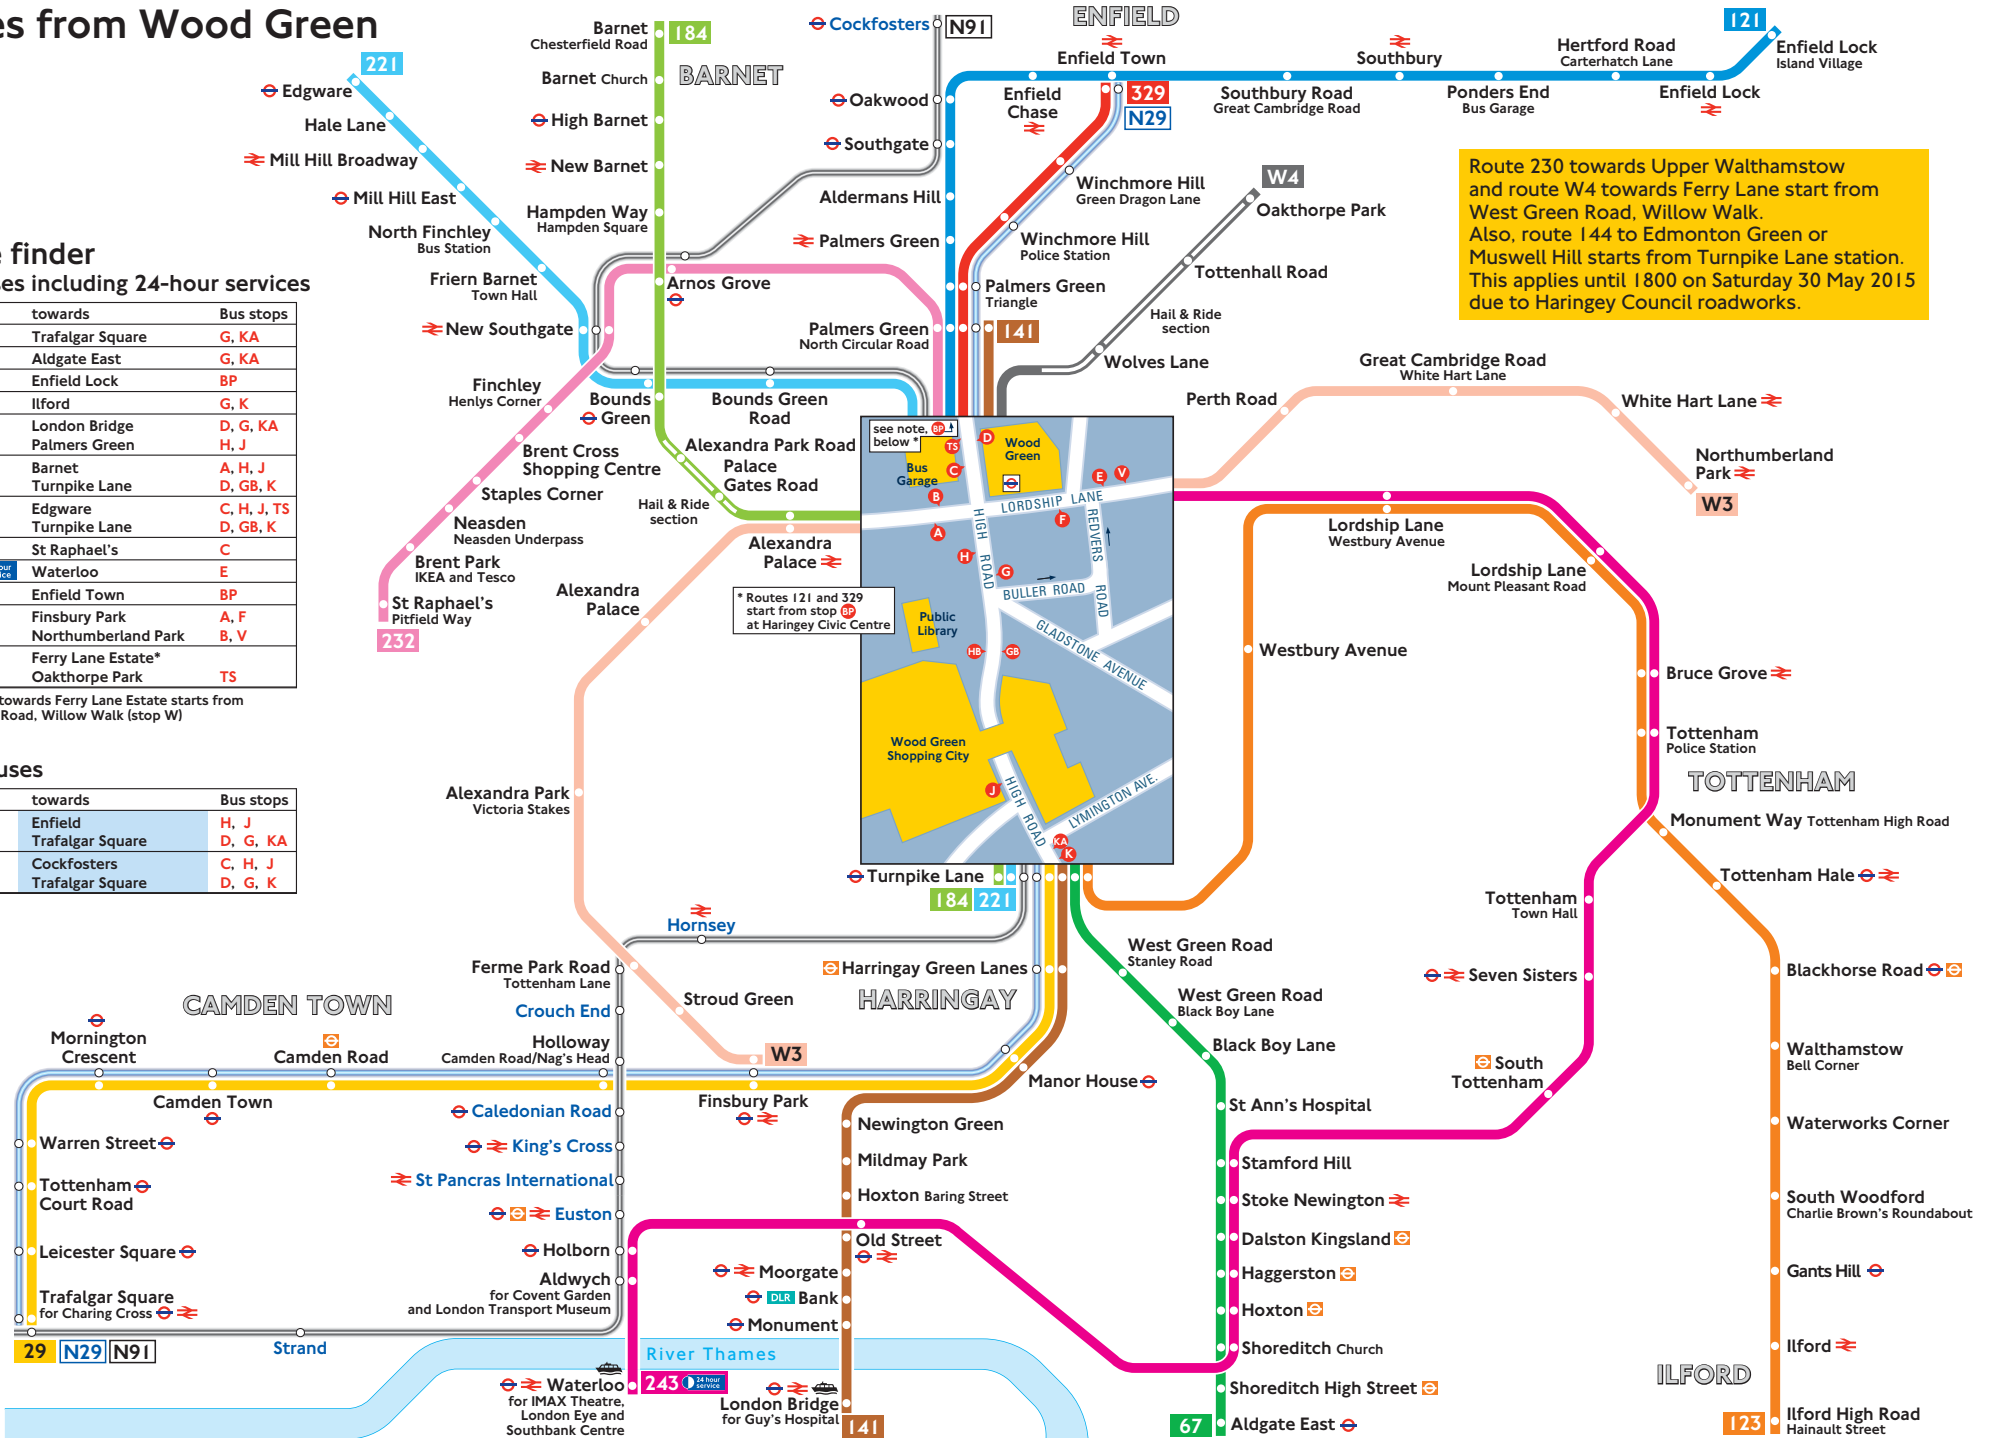 es from Wood Green
e finder
ses including 24-hour services
towards Bus stops
Trafalgar Square G, KA
Aldgate East G, KA
Enfield Lock BP
Ilford G, K
London Bridge D, G, KA
Palmers Green H, J
Barnet A, H, J
Turnpike Lane D, GB, K
Edgware C, H, J, TS
Turnpike Lane D, GB, K
St Raphael's C
Waterloo E
Enfield Town BP
Finsbury Park A, F
Northumberland Park B, V
Ferry Lane Estate*
Oakthorpe Park TS
towards Ferry Lane Estate starts from
Road, Willow Walk (stop W)
uses
towards Bus stops
Enfield H, J
Trafalgar Square D, G, KA
Cockfosters C, H, J
Trafalgar Square D, G, K
221
Edgware
Hale Lane
Mill Hill Broadway
Mill Hill East
North Finchley
Bus Station
Friern Barnet
Town Hall
New Southgate
Barnet
Chesterfield Road
184
Barnet Church
BARNET
High Barnet
New Barnet
Hampden Way
Hampden Square
Arnos Grove
Cockfosters
N91
Oakwood
Southgate
Aldermans Hill
Palmers Green
Palmers Green
North Circular Road
ENFIELD
Enfield Town
Enfield
Chase
329
N29
Southbury Road
Great Cambridge Road
Southbury
Ponders End
Bus Garage
Hertford Road
Carterhatch Lane
Enfield Lock
121
Enfield Lock
Island Village
Winchmore Hill
Green Dragon Lane
Winchmore Hill
Police Station
Palmers Green
Triangle
141
W4
Oakthorpe Park
Tottenhall Road
Hail & Ride
section
Wolves Lane
Route 230 towards Upper Walthamstow
and route W4 towards Ferry Lane start from
West Green Road, Willow Walk.
Also, route 144 to Edmonton Green or
Muswell Hill starts from Turnpike Lane station.
This applies until 1800 on Saturday 30 May 2015
due to Haringey Council roadworks.
Finchley
Henlys Corner
Brent Cross
Shopping Centre
Staples Corner
Neasden
Neasden Underpass
Brent Park
IKEA and Tesco
St Raphael's
Pitfield Way
232
Bounds
Green
Bounds Green
Road
Alexandra Park Road
Palace
Gates Road
Hail & Ride
section
Alexandra
Palace
Alexandra
Palace
* Routes 121 and 329
start from stop BP
at Haringey Civic Centre
Alexandra Park
Victoria Stakes
see note, BP
below *
TS
D
Wood
Green
Bus
Garage
C
B
E
V
LORDSHIP LANE
A
F
HIGH ROAD
REDVERS ROAD
H
G
BULLER ROAD
Public
Library
GLADSTONE AVENUE
HB
GB
Wood Green
Shopping City
J
HIGH ROAD
LYMINGTON AVE.
KA
K
Perth Road
Great Cambridge Road
White Hart Lane
White Hart Lane
Northumberland
Park
W3
Lordship Lane
Westbury Avenue
Lordship Lane
Mount Pleasant Road
Westbury Avenue
Bruce Grove
Tottenham
Police Station
TOTTENHAM
Monument Way Tottenham High Road
Tottenham Hale
Tottenham
Town Hall
Seven Sisters
South
Tottenham
Blackhorse Road
Walthamstow
Bell Corner
Waterworks Corner
South Woodford
Charlie Brown's Roundabout
Gants Hill
Ilford
ILFORD
123
Ilford High Road
Hainault Street
Turnpike Lane
184
221
Hornsey
Ferme Park Road
Tottenham Lane
Crouch End
Holloway
Camden Road/Nag's Head
Stroud Green
W3
Harringay Green Lanes
HARRINGAY
Manor House
Finsbury Park
West Green Road
Stanley Road
West Green Road
Black Boy Lane
Black Boy Lane
St Ann's Hospital
Stamford Hill
Stoke Newington
Dalston Kingsland
Haggerston
Hoxton
Shoreditch Church
Shoreditch High Street
67
Aldgate East
CAMDEN TOWN
Mornington
Crescent
Camden Road
Camden Town
Warren Street
Tottenham
Court Road
Leicester Square
Trafalgar Square
for Charing Cross
29
N29
N91
Strand
Caledonian Road
King's Cross
St Pancras International
Euston
Holborn
Aldwych
for Covent Garden
and London Transport Museum
Newington Green
Mildmay Park
Hoxton Baring Street
Old Street
Moorgate
DLR Bank
Monument
River Thames
Waterloo
for IMAX Theatre,
London Eye and
Southbank Centre
243
24 hour
service
London Bridge
for Guy's Hospital
141